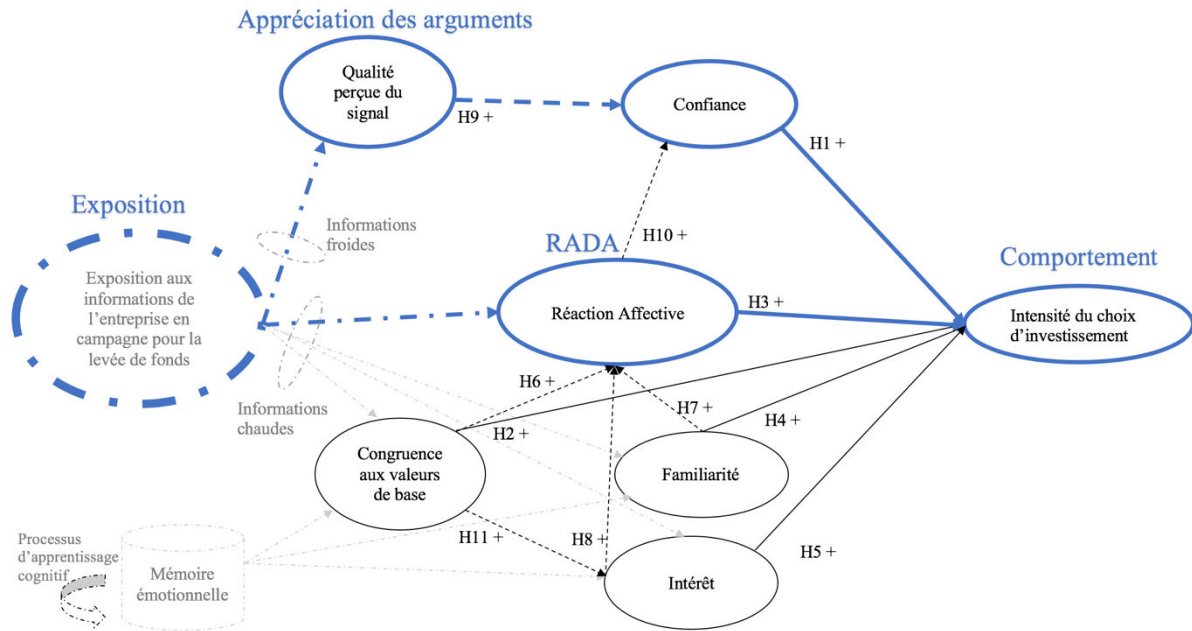 Appréciation des arguments
Qualité
perçue du
signal
H9 +
Confiance
H1 +
Exposition
Informations
froides
H10 +
RADA
Comportement
Exposition aux
informations de
l'entreprise en
campagne pour la
levée de fonds
Réaction Affective
H3 +
Intensité du choix
d'investissement
Informations
chaudes
H6 +
H7 +
H2 +
H4 +
Congruence
aux valeurs
de base
Familiarité
H11 +
H8 +
H5 +
Processus
d'apprentissage
cognitif
Mémoire
émotionnelle
Intérêt